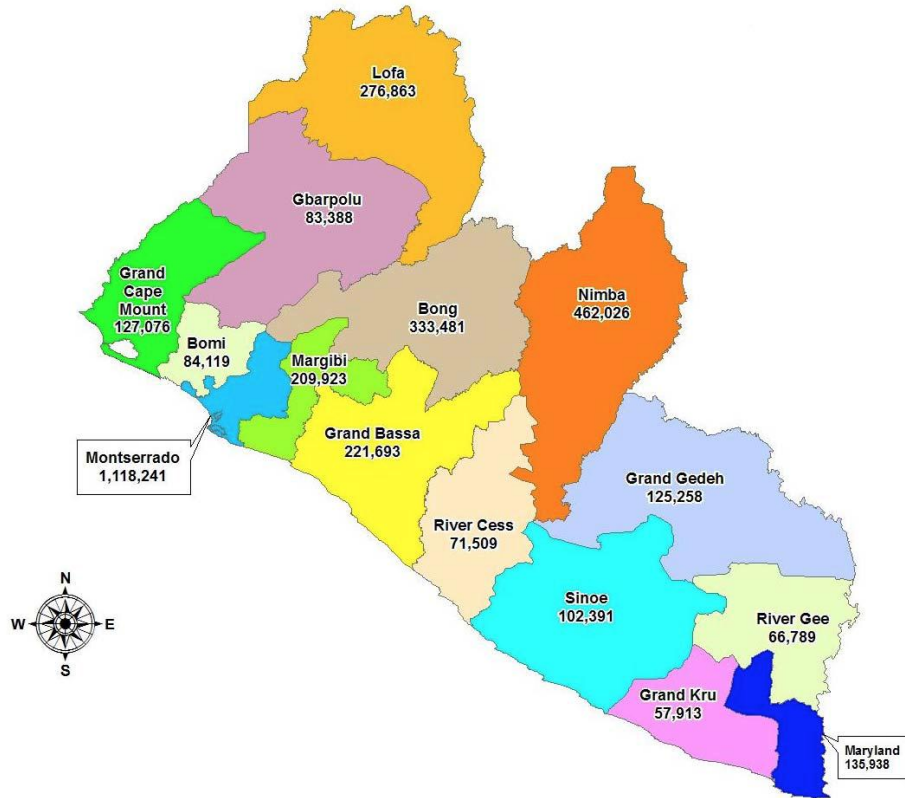 Lofa
276,863
Gbarpolu
83,388
Grand
Cape
Mount
127,076
Bomi
84,119
Bong
333,481
Nimba
462,026
Margibi
209,923
Montserrado
1,118,241
Grand Bassa
221,693
Grand Gedeh
125,258
River Cess
71,509
Sinoe
102,391
River Gee
66,789
Grand Kru
57,913
Maryland
135,938
N
W
E
S